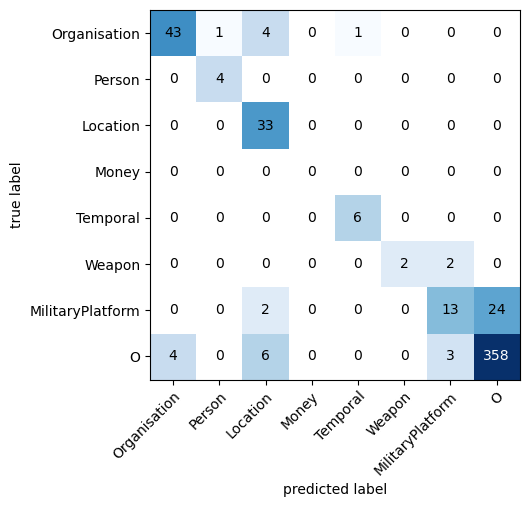 Organisation 43 1 4 0 1 0 0 0
Person 0 4 0 0 0 0 0 0
Location 0 0 33 0 0 0 0 0
Money 0 0 0 0 0 0 0 0
Temporal 0 0 0 0 6 0 0 0
Weapon 0 0 0 0 0 2 2 0
MilitaryPlatform 0 0 2 0 0 0 13 24
O 4 0 6 0 0 0 3 358
true label
Organisation Person Location Money Temporal Weapon MilitaryPlatform O
predicted label